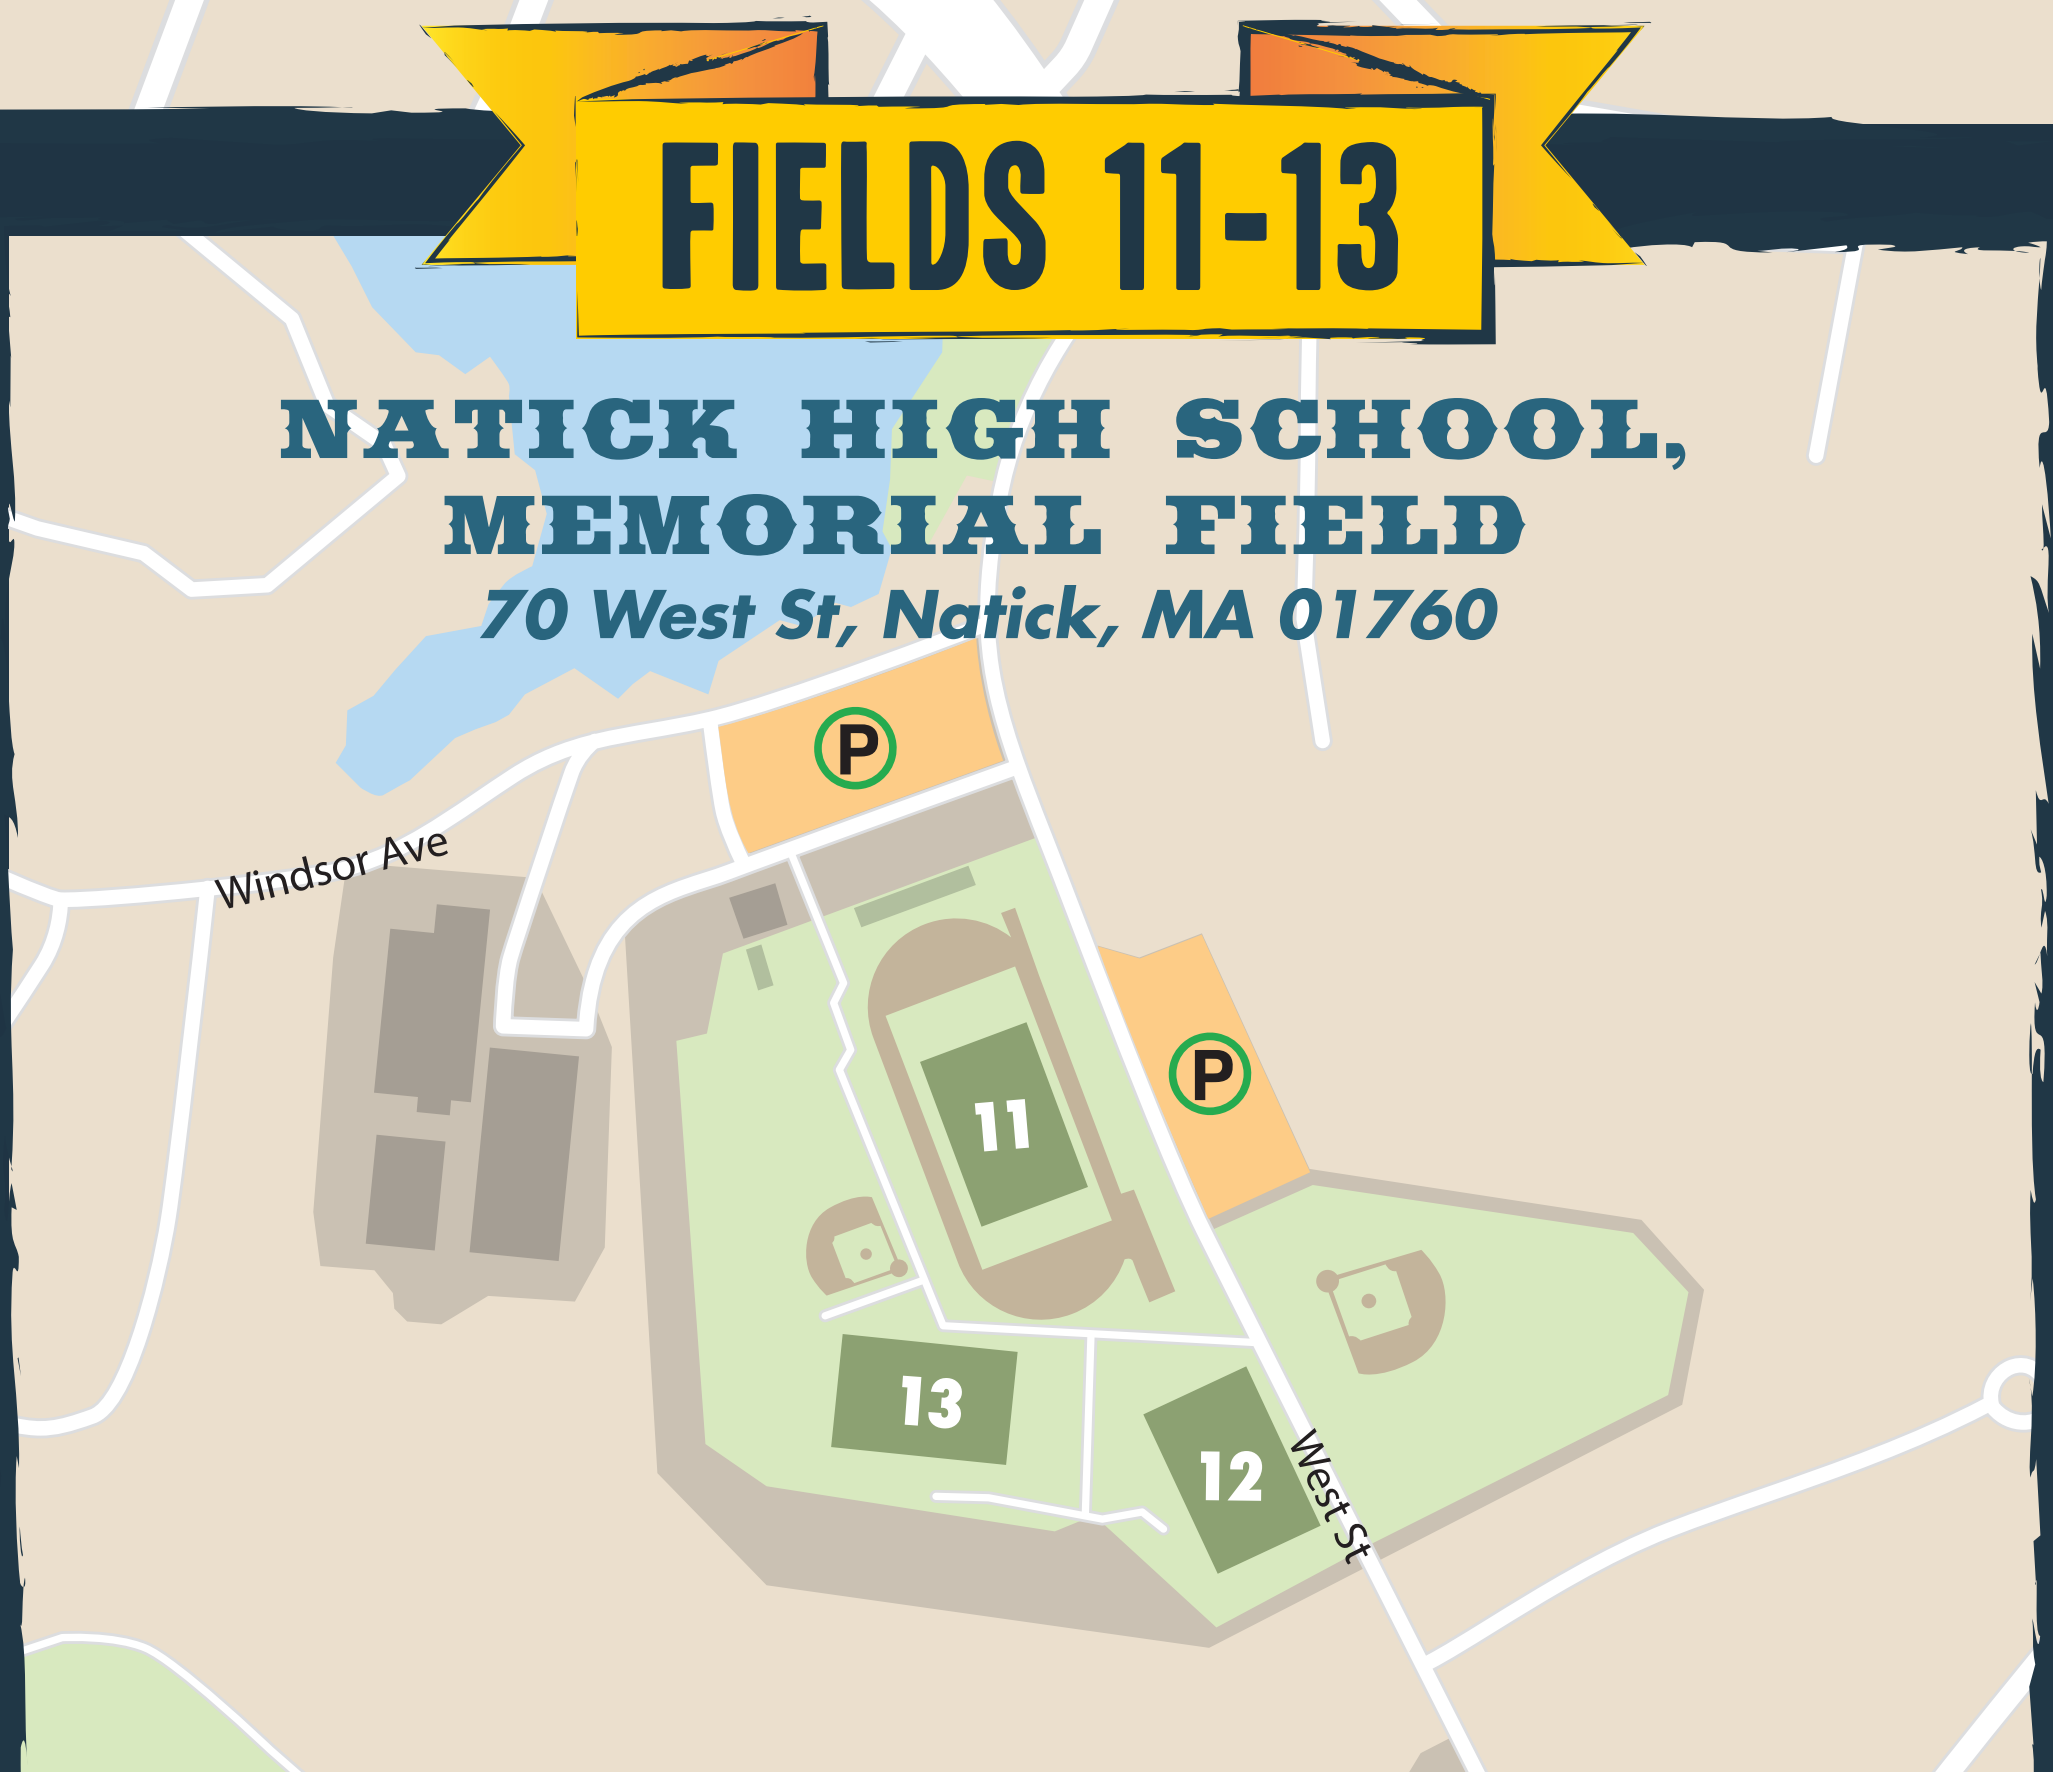 FIELDS 11-13
NATICK HIGH SCHOOL,
MEMORIAL FIELD
70 West St, Natick, MA 01760
P
Windsor Ave
P
11
13
12
West St